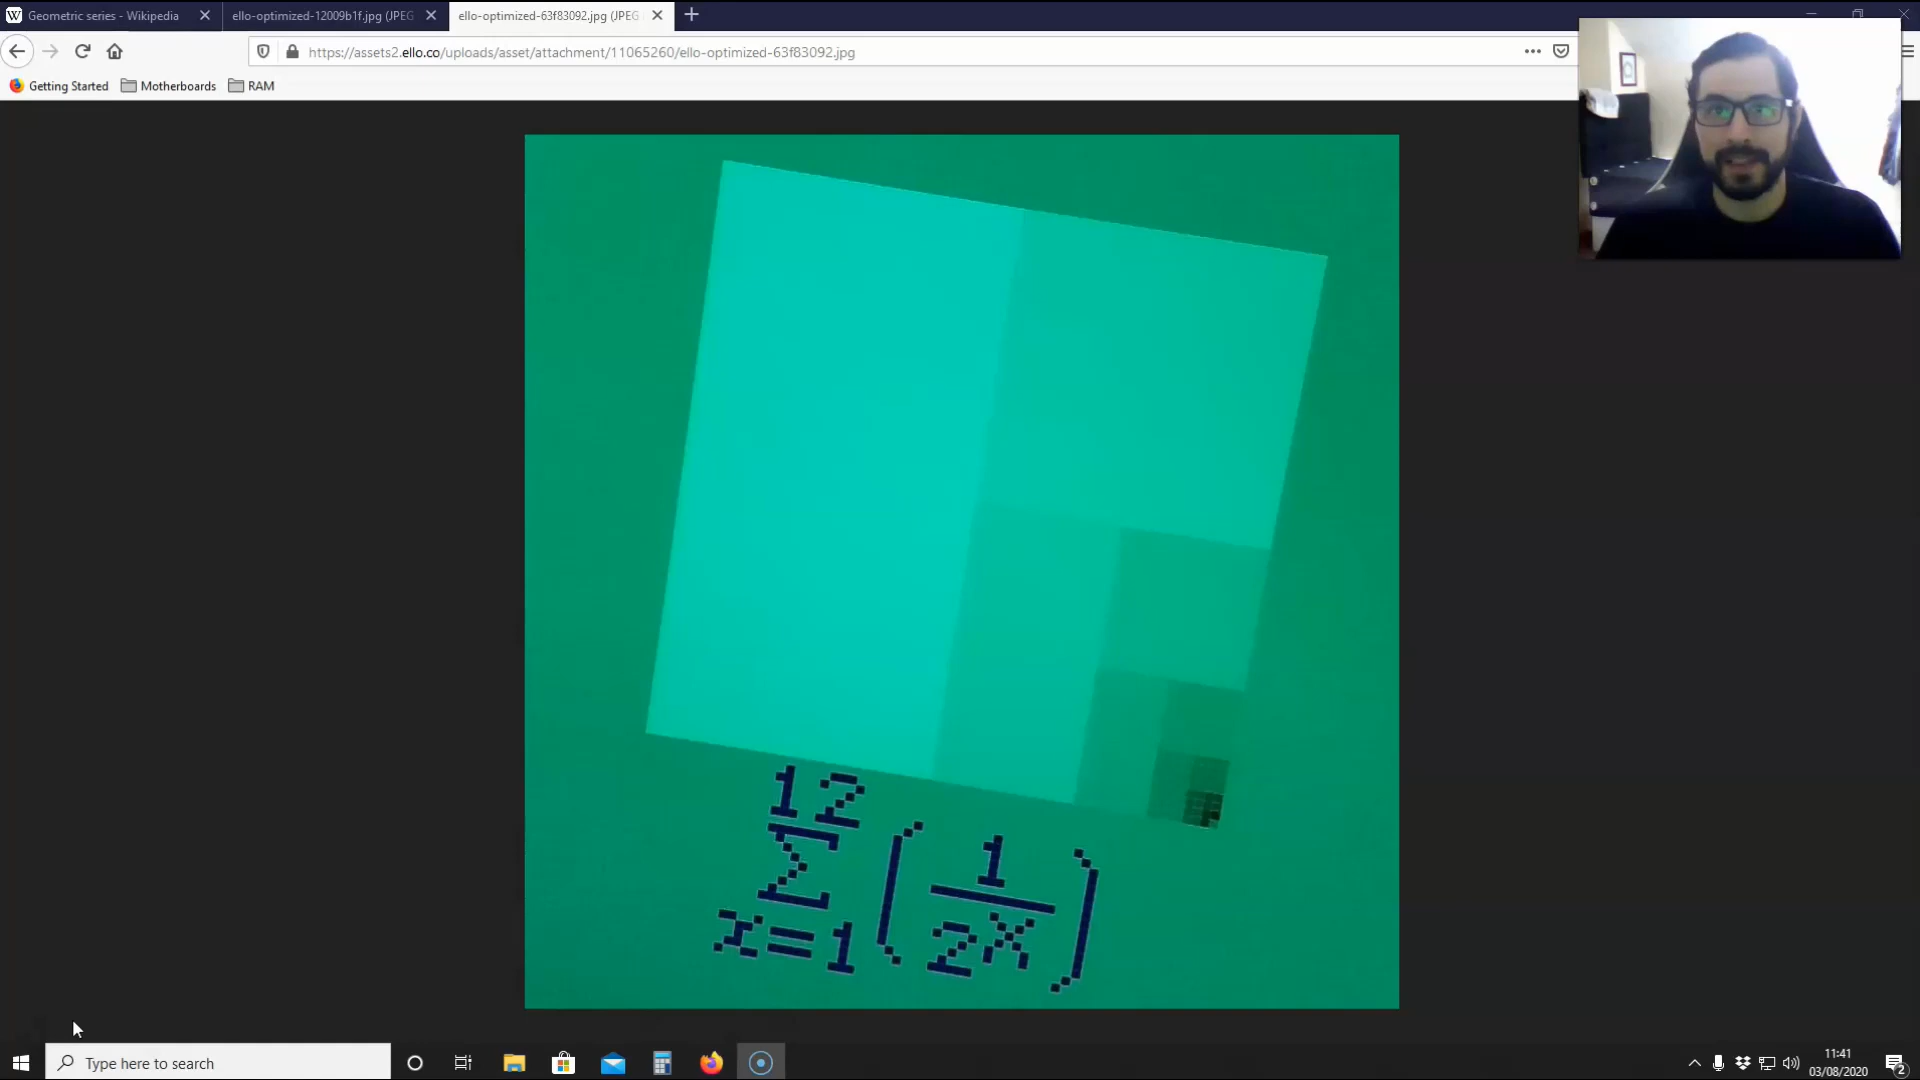 Geometric series - Wikipedia
ello-optimized-12009b1f.jpg (JPEG
ello-optimized-63f83092.jpg (JPEG
https://assets2.ello.co/uploads/asset/attachment/11065260/ello-optimized-63f83092.jpg
Getting Started
Motherboards
RAM
12
Σ
x=1
(1/2^x)
Type here to search
11:41
03/08/2020
2